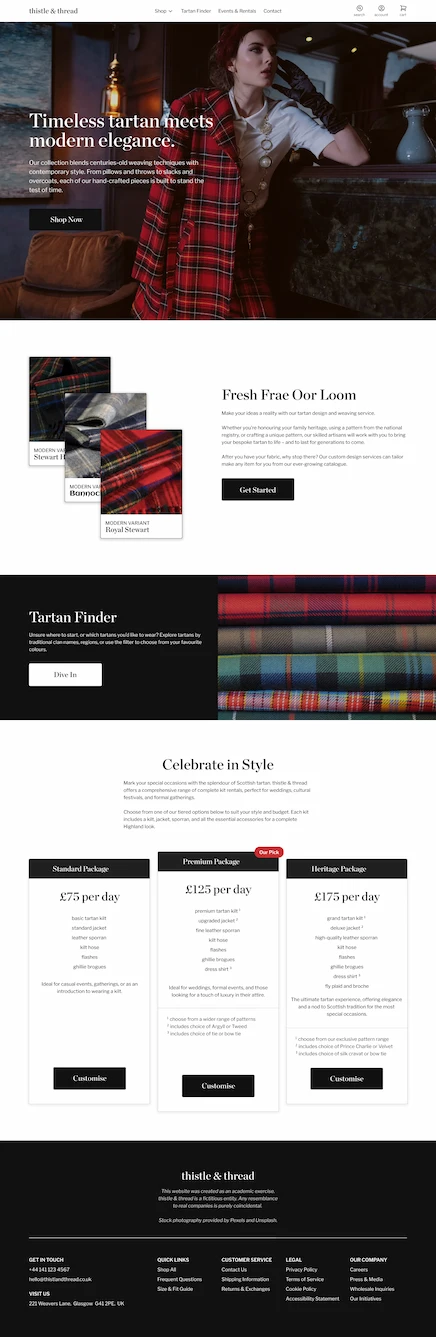 thistle & thread
Shop
Tartan Finder
Events & Rentals
Contact
search
account
cart
Timeless tartan meets
modern elegance.
Our collection blends centuries-old weaving techniques with
contemporary style. From pillows and throws to slacks and
overcoats, each of our hand-crafted pieces is built to stand the
test of time.
Shop Now
MODERN VARIANT
Stewart H
MODERN VAR
Bannoc
MODERN VARIANT
Royal Stewart
Fresh Frae Oor Loom
Make your ideas a reality with our tartan design and weaving service.
Whether you're honouring your family heritage, using a pattern from the national
registry, or crafting a unique pattern, our skilled artisans will work with you to bring
your bespoke tartan to life – and to last for generations to come.
After you have your fabric, why stop there? Our custom design services can tailor
make any item for you from our ever-growing catalogue.
Get Started
Tartan Finder
Unsure where to start, or which tartans you'd like to wear? Explore tartans by
traditional clan names, regions, or use the filter to choose from your favourite
colours.
Dive In
Celebrate in Style
Mark your special occasions with the splendour of Scottish tartan. thistle & thread
offers a comprehensive range of complete kit rentals, perfect for weddings, cultural
festivals, and formal gatherings.
Choose from one of our tiered options below to suit your style and budget. Each kit
includes a kilt, jacket, sporran, and all the essential accessories for a complete
Highland look.
Standard Package
£75 per day
basic tartan kilt
standard jacket
leather sporran
kilt hose
flashes
ghillie brogues
Ideal for casual events, gatherings, or as an
introduction to wearing a kilt.
Customise
Our Pick
Premium Package
£125 per day
premium tartan kilt ¹
upgraded jacket ²
fine leather sporran
kilt hose
flashes
ghillie brogues
dress shirt ³
Ideal for weddings, formal events, and those
looking for a touch of luxury in their attire.
¹ choose from a wider range of patterns
² includes choice of Argyll or Tweed
³ includes choice of tie or bow tie
Customise
Heritage Package
£175 per day
grand tartan kilt ¹
deluxe jacket ²
high-quality leather sporran
kilt hose
flashes
ghillie brogues
dress shirt ³
fly plaid and broche
The ultimate tartan experience, offering elegance
and a nod to Scottish tradition for the most
special occasions.
¹ choose from our exclusive pattern range
² includes choice of Prince Charlie or Velvet
³ includes choice of silk cravat or bow tie
Customise
thistle & thread
This website was created as an academic exercise.
thistle & thread is a fictitious entity. Any resemblance
to real companies is purely coincidental.
Stock photography provided by Pexels and Unsplash.
GET IN TOUCH
+44 141 123 4567
hello@thistlandthread.co.uk
VISIT US
221 Weavers Lane, Glasgow G41 2PE, UK
QUICK LINKS
Shop All
Frequent Questions
Size & Fit Guide
CUSTOMER SERVICE
Contact Us
Shipping Information
Returns & Exchanges
LEGAL
Privacy Policy
Terms of Service
Cookie Policy
Accessibility Statement
OUR COMPANY
Careers
Press & Media
Wholesale Inquiries
Our Initiatives